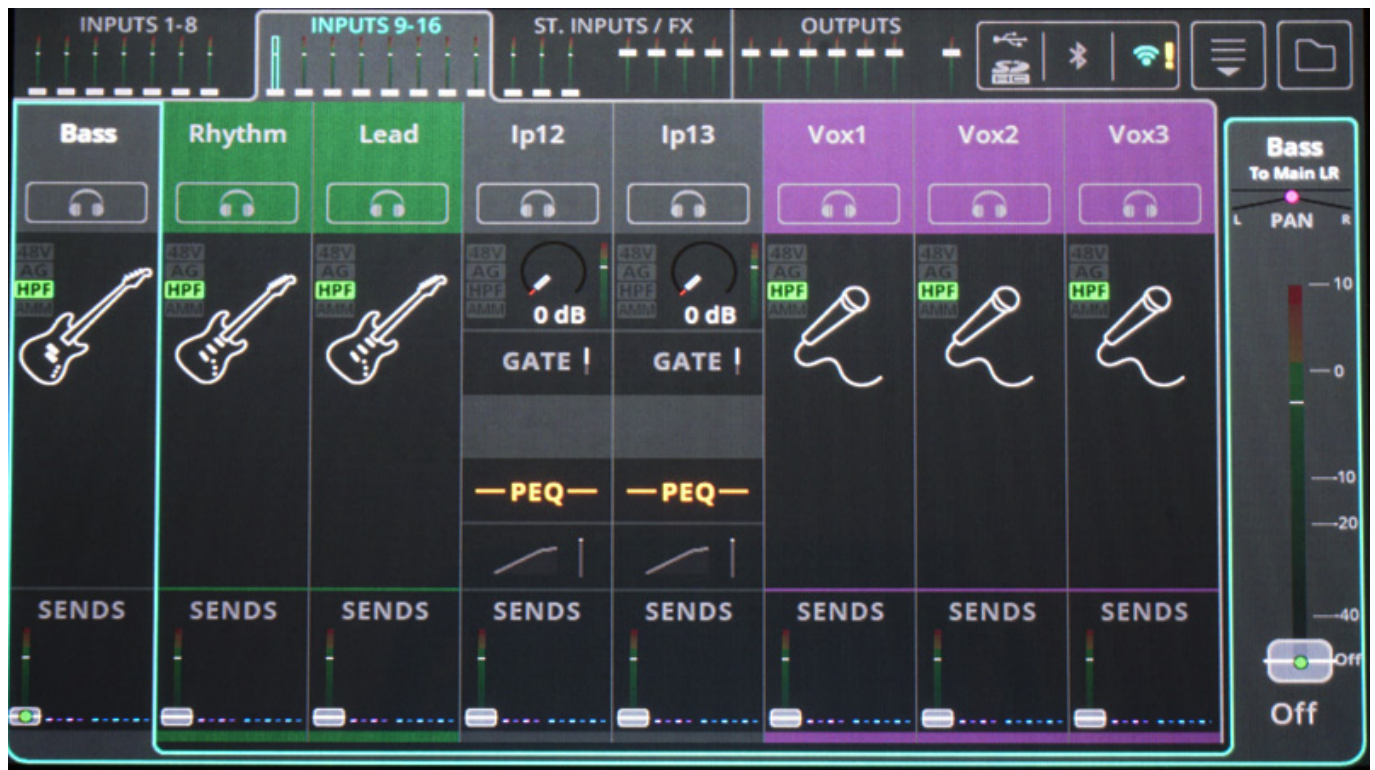 INPUTS 1-8
INPUTS 9-16
ST. INPUTS / FX
OUTPUTS
Bass
Rhythm
Lead
Ip12
Ip13
Vox1
Vox2
Vox3
Bass
To Main LR
L PAN R
48V 48V 48V 48V 48V 48V 48V 48V
AG AG AG AG AG AG AG AG
HPF HPF HPF HPF HPF HPF HPF HPF
AMM AMM AMM AMM AMM AMM AMM AMM
0 dB 0 dB
GATE GATE
PEQ PEQ
SENDS SENDS SENDS SENDS SENDS SENDS SENDS SENDS
10
0
-10
-20
-40
Off
Off